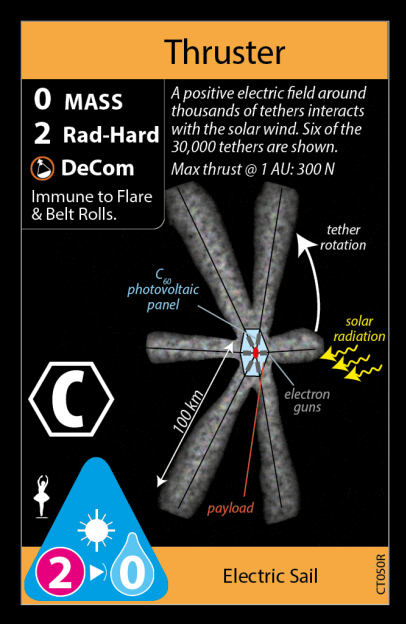 Thruster
0 MASS
2 Rad-Hard
DeCom
Immune to Flare
& Belt Rolls.
A positive electric field around
thousands of tethers interacts
with the solar wind. Six of the
30,000 tethers are shown.
Max thrust @ 1 AU: 300 N
tether
rotation
C60
photovoltaic
panel
solar
radiation
electron
guns
100 km
payload
C
2 0
Electric Sail
CT050R